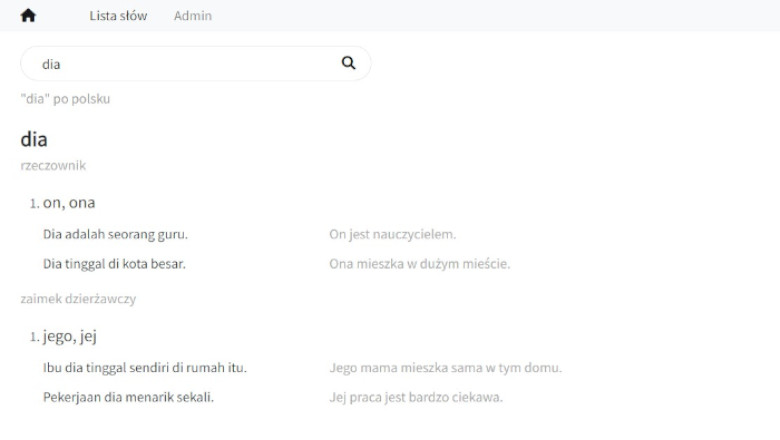 Lista słów Admin
dia
"dia" po polsku
dia
rzeczownik
1. on, ona
Dia adalah seorang guru. On jest nauczycielem.
Dia tinggal di kota besar. Ona mieszka w dużym mieście.
zaimek dzierżawczy
1. jego, jej
Ibu dia tinggal sendiri di rumah itu. Jego mama mieszka sama w tym domu.
Pekerjaan dia menarik sekali. Jej praca jest bardzo ciekawa.